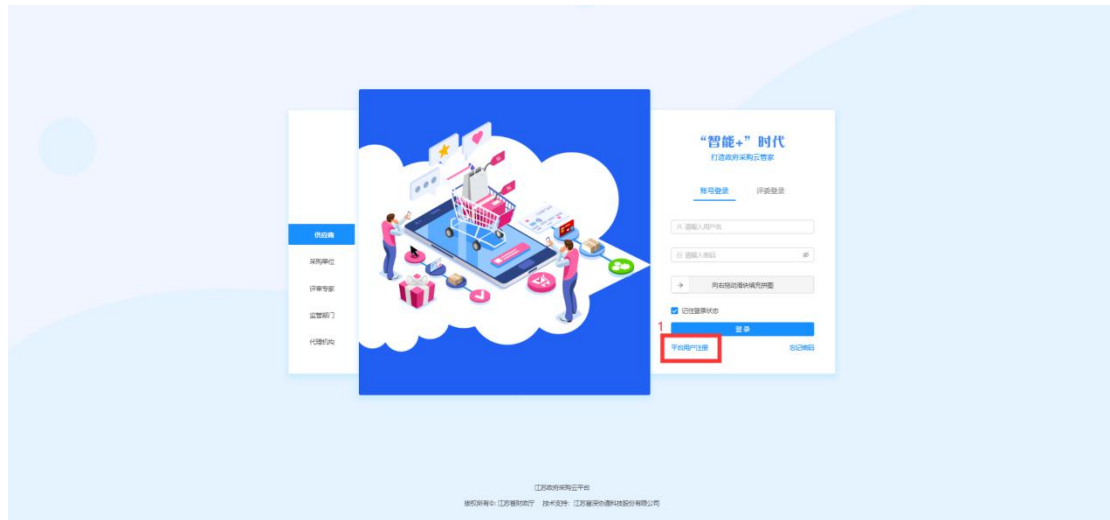 “智能+”时代
打造政府采购云管家
账号登录 评委登录
供应商
采购单位
评审专家
监管部门
代理机构
请输入用户名
请输入密码
向右拖动滑块填充拼图
记住登录状态
1
登录
平台用户注册 忘记密码
江苏政府采购云平台
版权所有©: 江苏省财政厅 技术支持: 江苏省采协通科技股份有限公司